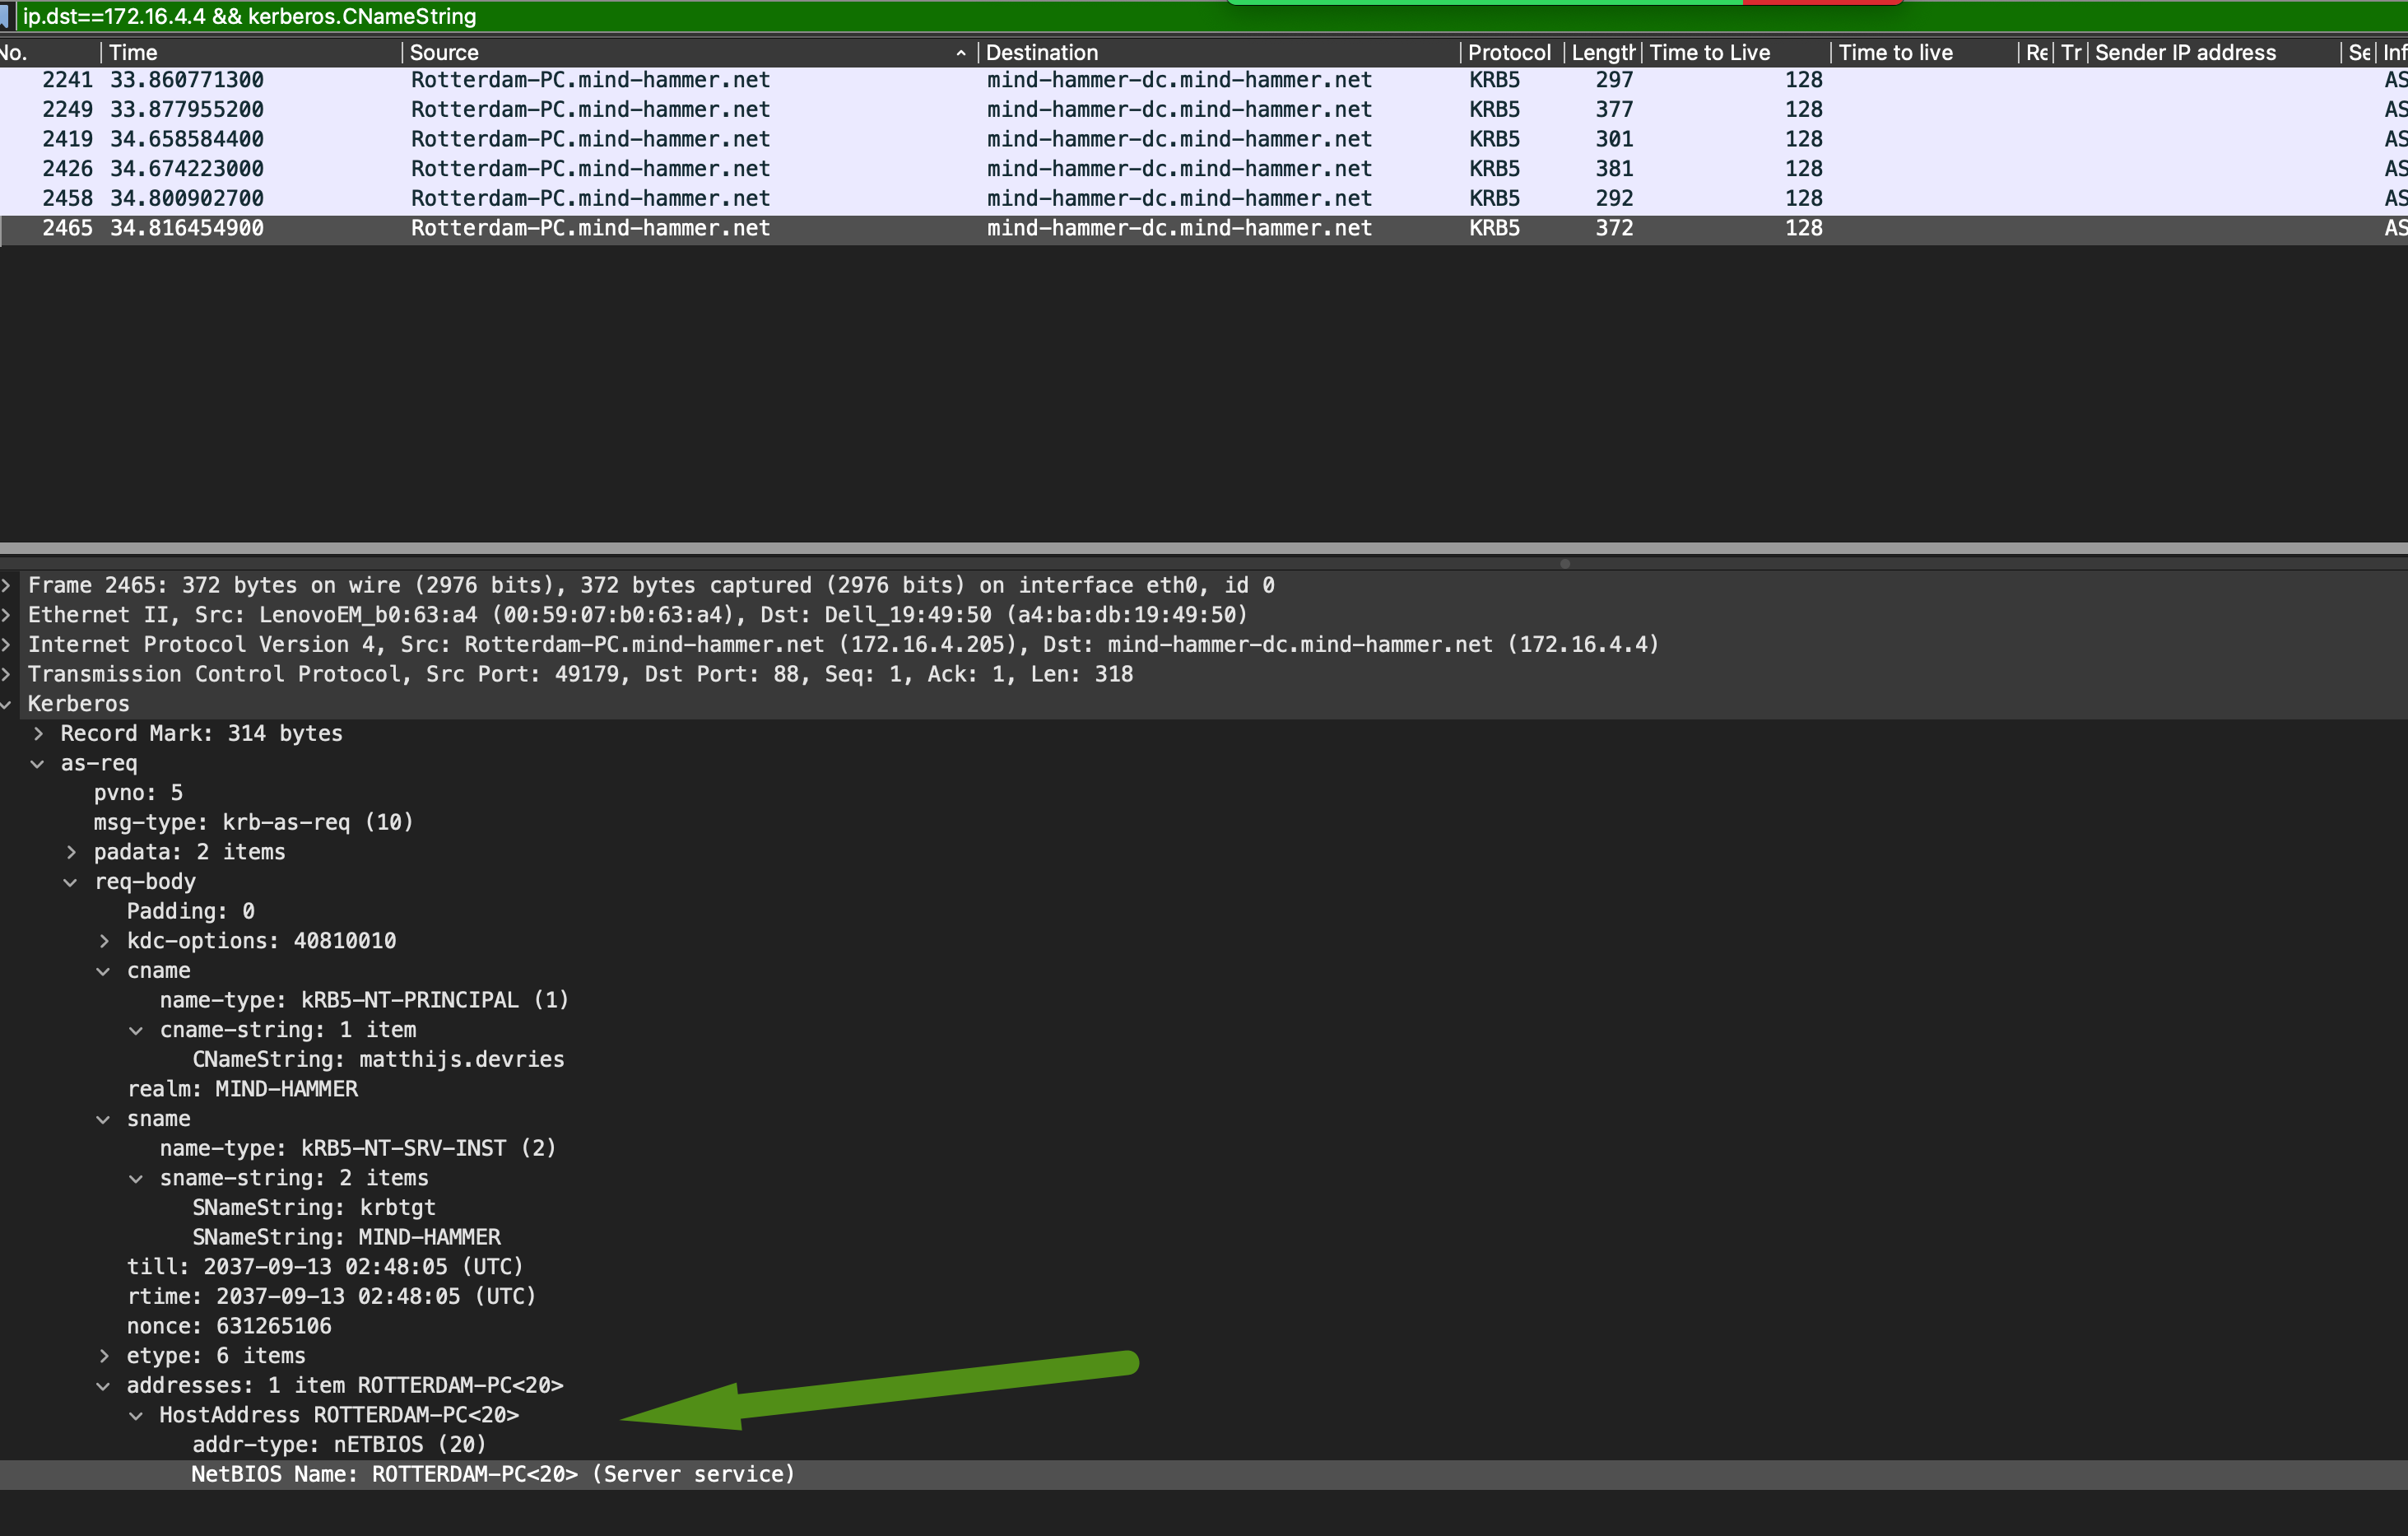 ip.dst==172.16.4.4 && kerberos.CNameString
No. Time Source Destination Protocol Length Time to Live Time to live Re Tr Sender IP address Se Inf
2241 33.860771300 Rotterdam-PC.mind-hammer.net mind-hammer-dc.mind-hammer.net KRB5 297 128 AS
2249 33.877955200 Rotterdam-PC.mind-hammer.net mind-hammer-dc.mind-hammer.net KRB5 377 128 AS
2419 34.658584400 Rotterdam-PC.mind-hammer.net mind-hammer-dc.mind-hammer.net KRB5 301 128 AS
2426 34.674223000 Rotterdam-PC.mind-hammer.net mind-hammer-dc.mind-hammer.net KRB5 381 128 AS
2458 34.800902700 Rotterdam-PC.mind-hammer.net mind-hammer-dc.mind-hammer.net KRB5 292 128 AS
2465 34.816454900 Rotterdam-PC.mind-hammer.net mind-hammer-dc.mind-hammer.net KRB5 372 128 AS
Frame 2465: 372 bytes on wire (2976 bits), 372 bytes captured (2976 bits) on interface eth0, id 0
Ethernet II, Src: LenovoEM_b0:63:a4 (00:59:07:b0:63:a4), Dst: Dell_19:49:50 (a4:ba:db:19:49:50)
Internet Protocol Version 4, Src: Rotterdam-PC.mind-hammer.net (172.16.4.205), Dst: mind-hammer-dc.mind-hammer.net (172.16.4.4)
Transmission Control Protocol, Src Port: 49179, Dst Port: 88, Seq: 1, Ack: 1, Len: 318
Kerberos
Record Mark: 314 bytes
as-req
pvno: 5
msg-type: krb-as-req (10)
padata: 2 items
req-body
Padding: 0
kdc-options: 40810010
cname
name-type: kRB5-NT-PRINCIPAL (1)
cname-string: 1 item
CNameString: matthijs.devries
realm: MIND-HAMMER
sname
name-type: kRB5-NT-SRV-INST (2)
sname-string: 2 items
SNameString: krbtgt
SNameString: MIND-HAMMER
till: 2037-09-13 02:48:05 (UTC)
rtime: 2037-09-13 02:48:05 (UTC)
nonce: 631265106
etype: 6 items
addresses: 1 item ROTTERDAM-PC<20>
HostAddress ROTTERDAM-PC<20>
addr-type: nETBIOS (20)
NetBIOS Name: ROTTERDAM-PC<20> (Server service)